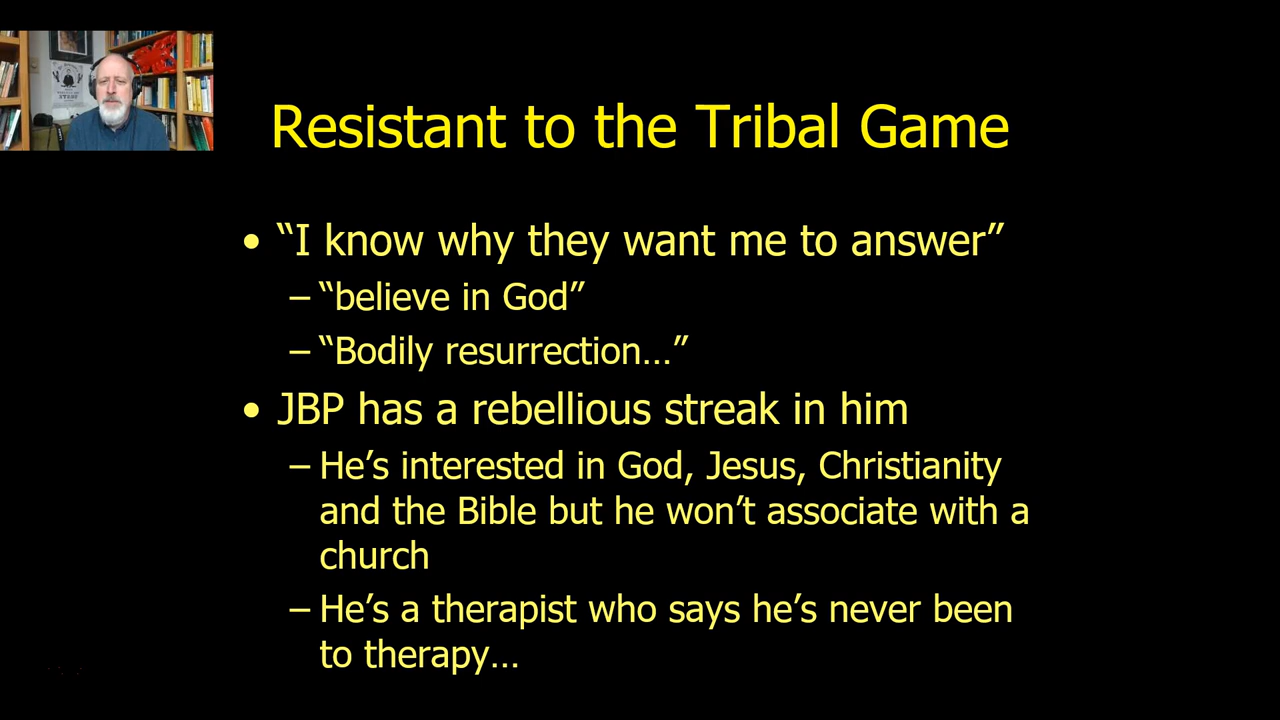 Resistant to the Tribal Game
• “I know why they want me to answer”
– “believe in God”
– “Bodily resurrection…”
• JBP has a rebellious streak in him
– He’s interested in God, Jesus, Christianity
and the Bible but he won’t associate with a
church
– He’s a therapist who says he’s never been
to therapy…